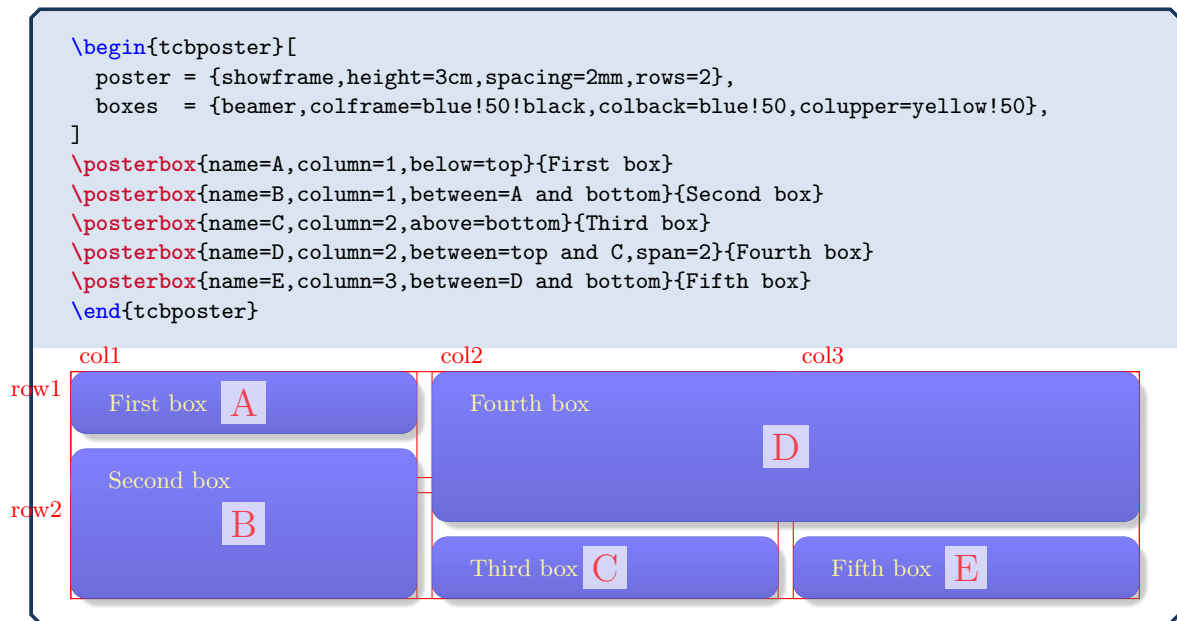 \begin{tcbposter}[
  poster = {showframe,height=3cm,spacing=2mm,rows=2},
  boxes  = {beamer,colframe=blue!50!black,colback=blue!50,colupper=yellow!50},
]
\posterbox{name=A,column=1,below=top}{First box}
\posterbox{name=B,column=1,between=A and bottom}{Second box}
\posterbox{name=C,column=2,above=bottom}{Third box}
\posterbox{name=D,column=2,between=top and C,span=2}{Fourth box}
\posterbox{name=E,column=3,between=D and bottom}{Fifth box}
\end{tcbposter}
col1 col2 col3
row1
First box A
Fourth box
D
Second box
row2
B
Third box C
Fifth box E